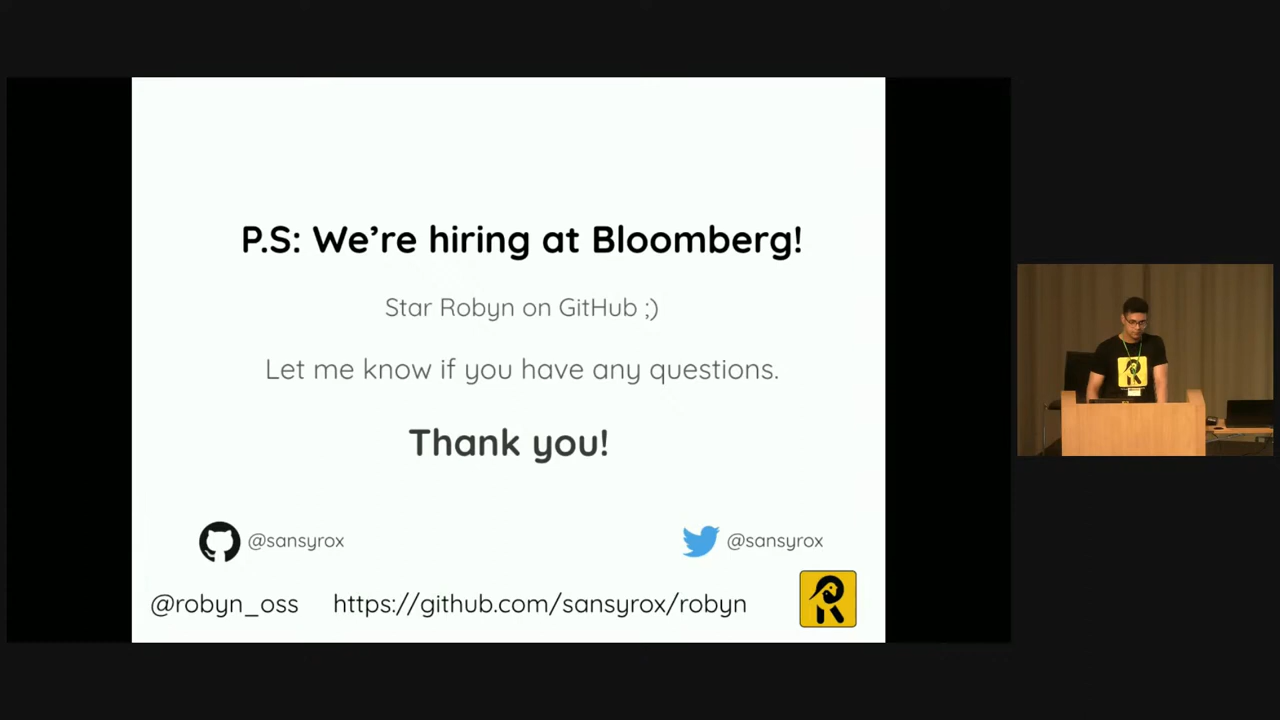 P.S: We're hiring at Bloomberg!
Star Robyn on GitHub ;)
Let me know if you have any questions.
Thank you!
@sansyrox
@sansyrox
@robyn_oss
https://github.com/sansyrox/robyn
R
R